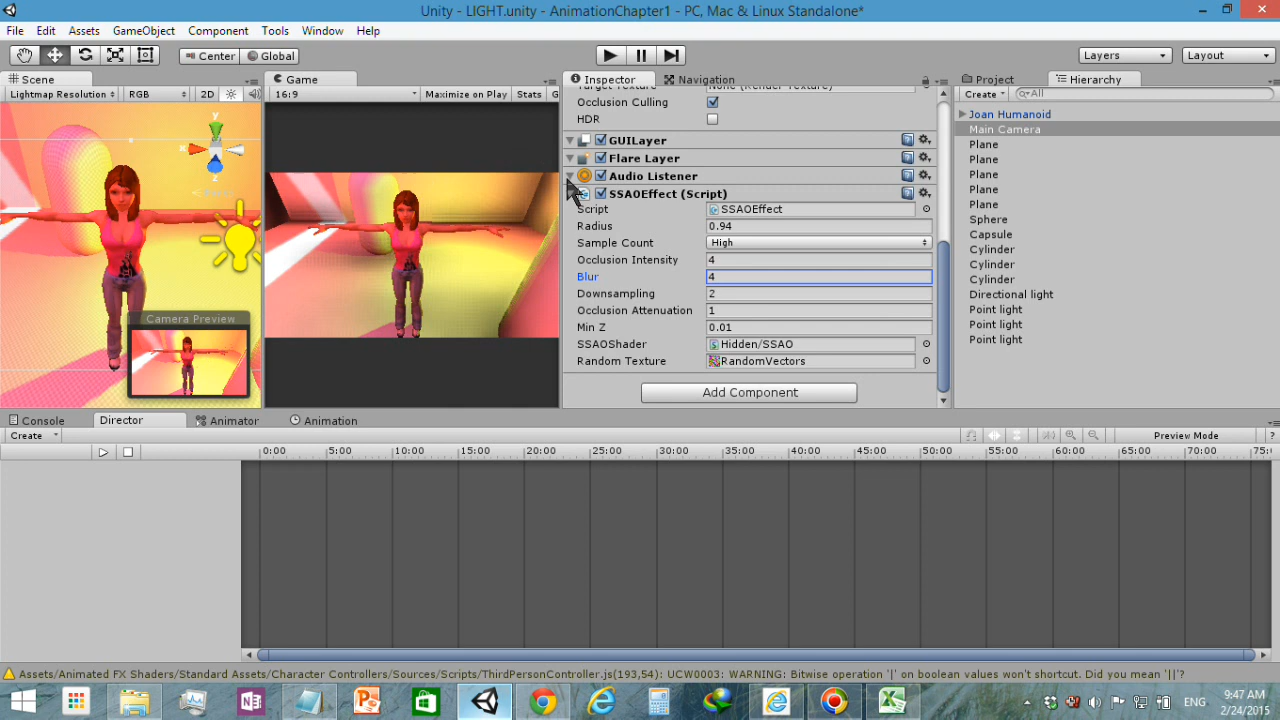 Unity - LIGHT.unity - AnimationChapter1 - PC, Mac & Linux Standalone*
File Edit Assets GameObject Component Tools Window Help
Center Global Layers Layout
Scene Game Inspector Navigation Project Hierarchy
Lightmap Resolution RGB 2D 16:9 Maximize on Play Stats G
Target Texture None (Render Texture)
Create All
Occlusion Culling
HDR
GUILayer
Flare Layer
Audio Listener
SSAOEffect (Script)
Script SSAOEffect
Radius 0.94
Sample Count High
Occlusion Intensity 4
Blur 4
Downsampling 2
Occlusion Attenuation 1
Min Z 0.01
SSAOShader Hidden/SSAO
Random Texture RandomVectors
Add Component
Joan Humanoid
Main Camera
Plane
Plane
Plane
Plane
Plane
Sphere
Capsule
Cylinder
Cylinder
Cylinder
Directional light
Point light
Point light
Point light
y
x
z
Camera Preview
Console Director Animator Animation
Create Preview Mode ?
0:00 5:00 10:00 15:00 20:00 25:00 30:00 35:00 40:00 45:00 50:00 55:00 60:00 65:00 70:00 75:
Assets/Animated FX Shaders/Standard Assets/Character Controllers/Sources/Scripts/ThirdPersonController.js(193,54): UCW0003: WARNING: Bitwise operation '|' on boolean values won't shortcut. Did you mean '||'?
ENG
9:47 AM
2/24/2015